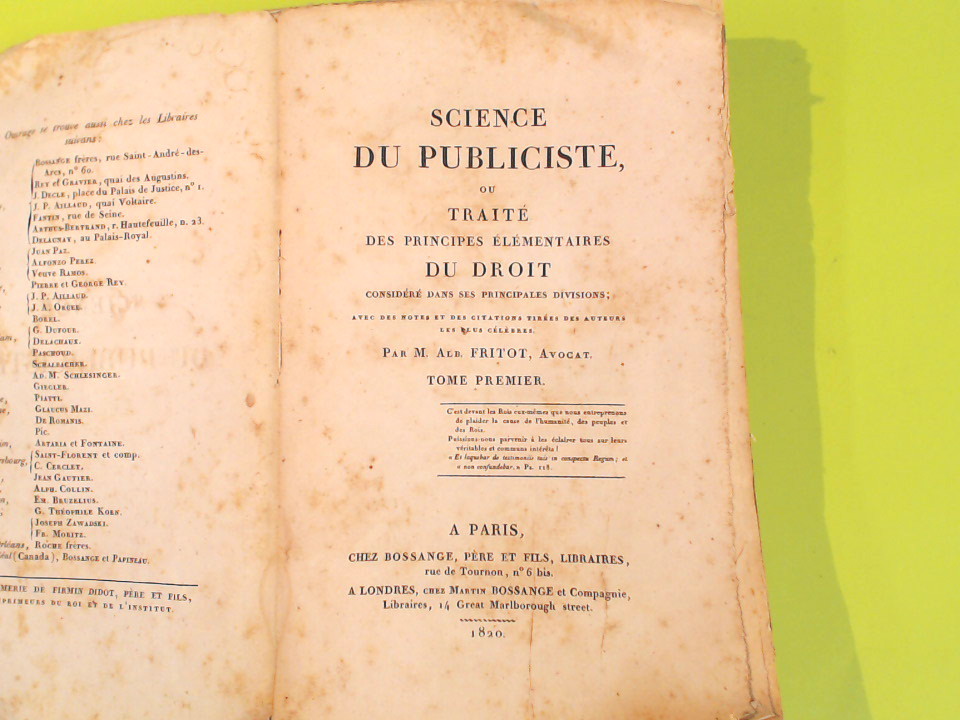 Ouvrage se trouve aussi chez les Libraires
suivans:
BOSSANGE frères, rue Saint-André-des-
Arcs, n° 60.
REY et GRAVIER, quai des Augustins.
J. DECLE, place du Palais de Justice, n° 1.
J. P. AILLAUD, quai Voltaire.
FANTIN, rue de Seine.
ARTHUS-BERTRAND, r. Hautefeuille, n. 23.
DELAUNAY, au Palais-Royal.
JUAN PAZ.
ALFONZO PEREZ.
Veuve RAMOS.
PIERRE et GEORGE REY.
J. P. AILLAUD.
J. A. ORCEL.
BOREL.
G. DUFOUR.
DELACHAUX.
PASCHOUD.
SCHALBACHER.
AD. M. SCHLESINGER.
GIEGLER.
PIATTI.
GLAUCUS MAZI.
DE ROMANIS.
PIC.
ARTARIA et FONTAINE.
SAINT-FLORENT et comp.
C. CERCLET.
JEAN GAUTIER.
ALPH. COLLIN.
EM. BRUZELIUS.
G. THÉOPHILE KORN.
JOSEPH ZAWADSKI.
FR. MORITZ.
ROCHE frères.
(Canada), BOSSANGE et PAPINEAU.
DE FIRMIN DIDOT, PÈRE ET FILS,
DU ROI ET DE L'INSTITUT.
SCIENCE
DU PUBLICISTE,
OU
TRAITÉ
DES PRINCIPES ÉLÉMENTAIRES
DU DROIT
CONSIDÉRÉ DANS SES PRINCIPALES DIVISIONS;
AVEC DES NOTES ET DES CITATIONS TIRÉES DES AUTEURS
LES PLUS CÉLÈBRES.
PAR M. ALB. FRITOT, AVOCAT.
TOME PREMIER.
C'est devant les Rois eux-mêmes que nous entreprenons
de plaider la cause de l'humanité, des peuples et
des Rois.
Puissions-nous parvenir à les éclairer tous sur leurs
véritables et communs intérêts!
« Et loquebar de testimoniis tuis in conspectu Regum; et
« non confundebar. » Ps. 118.
A PARIS,
CHEZ BOSSANGE, PÈRE ET FILS, LIBRAIRES,
rue de Tournon, n° 6 bis.
A LONDRES, CHEZ MARTIN BOSSANGE et Compagnie,
Libraires, 14 Great Marlborough street.
1820.